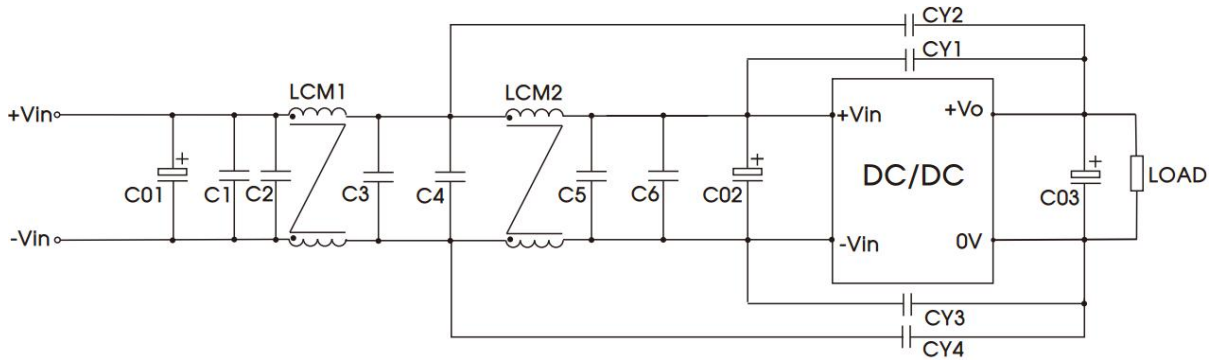 CY2
CY1
LCM1
LCM2
+Vin
+Vin
+Vo
+
+
+
DC/DC
C01
C1
C2
C3
C4
C5
C6
C02
C03
LOAD
-Vin
-Vin
0V
CY3
CY4